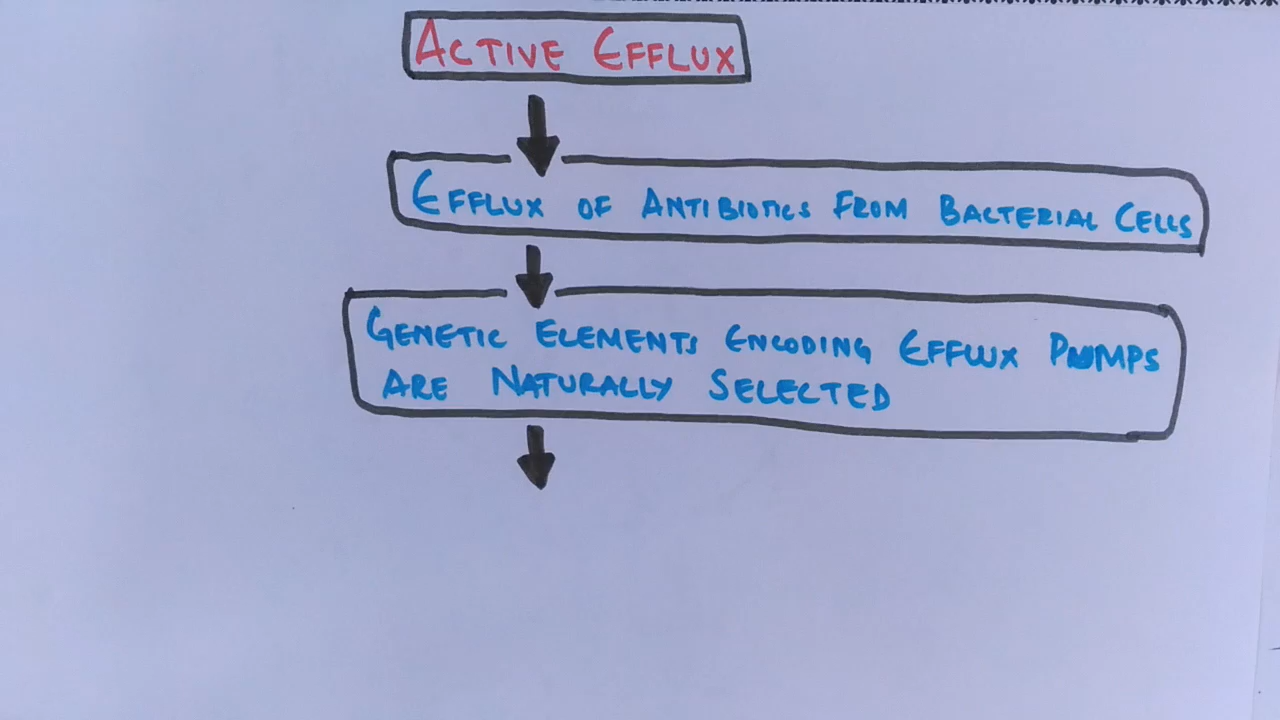 ACTIVE EFFLUX
EFFLUX OF ANTIBIOTICS FROM BACTERIAL CELLS
GENETIC ELEMENTS ENCODING EFFLUX PUMPS
ARE NATURALLY SELECTED